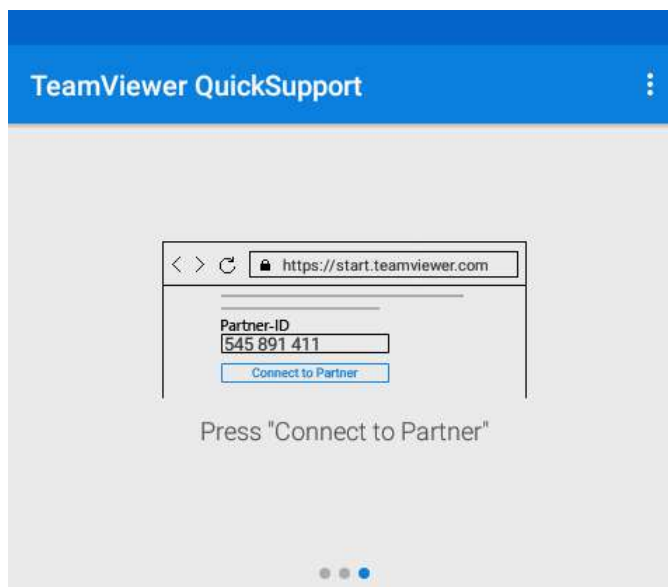 TeamViewer QuickSupport
https://start.teamviewer.com
Partner-ID
545 891 411
Connect to Partner
Press "Connect to Partner"